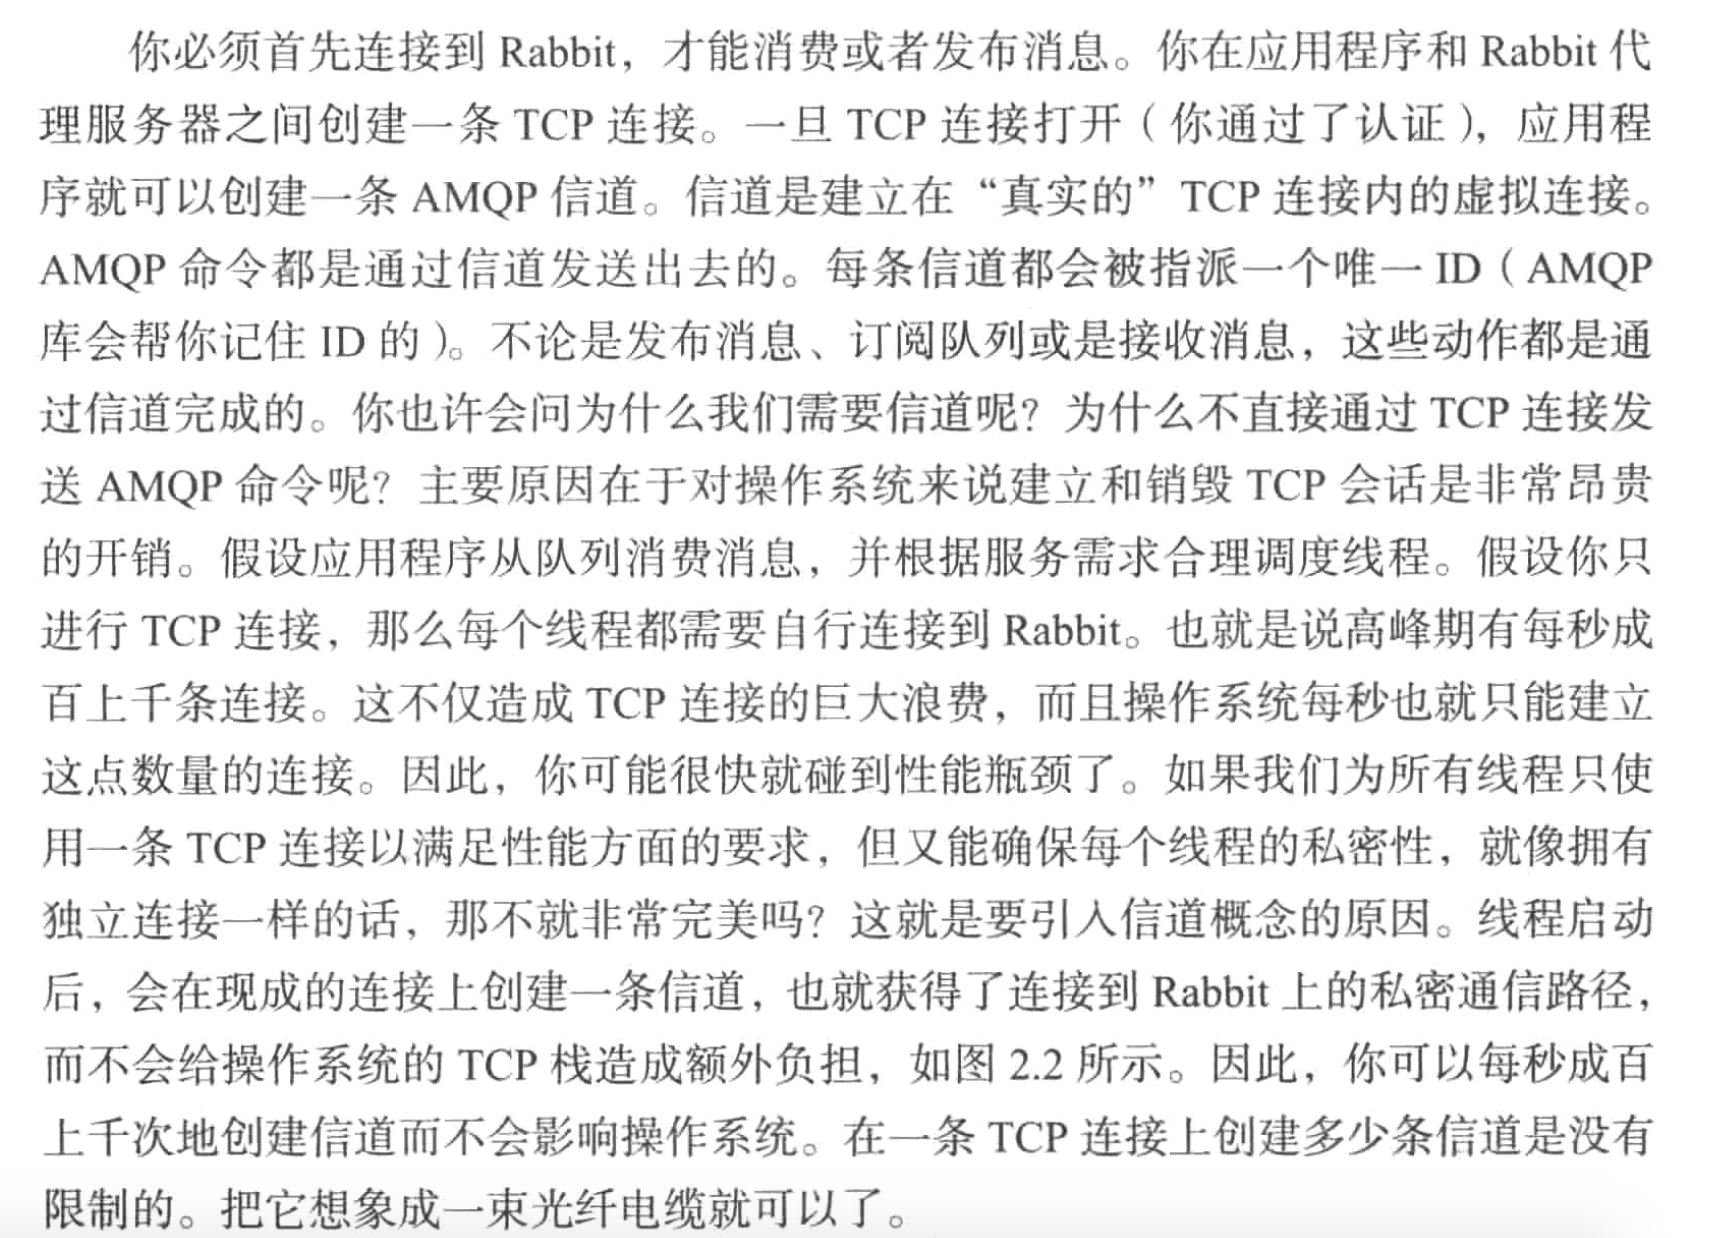 你必须首先连接到 Rabbit，才能消费或者发布消息。你在应用程序和 Rabbit 代
理服务器之间创建一条 TCP 连接。一旦 TCP 连接打开（你通过了认证），应用程
序就可以创建一条 AMQP 信道。信道是建立在“真实的”TCP 连接内的虚拟连接。
AMQP 命令都是通过信道发送出去的。每条信道都会被指派一个唯一 ID（AMQP
库会帮你记住 ID 的）。不论是发布消息、订阅队列或是接收消息，这些动作都是通
过信道完成的。你也许会问为什么我们需要信道呢？为什么不直接通过 TCP 连接发
送 AMQP 命令呢？主要原因在于对操作系统来说建立和销毁 TCP 会话是非常昂贵
的开销。假设应用程序从队列消费消息，并根据服务需求合理调度线程。假设你只
进行 TCP 连接，那么每个线程都需要自行连接到 Rabbit。也就是说高峰期有每秒成
百上千条连接。这不仅造成 TCP 连接的巨大浪费，而且操作系统每秒也就只能建立
这点数量的连接。因此，你可能很快就碰到性能瓶颈了。如果我们为所有线程只使
用一条 TCP 连接以满足性能方面的要求，但又能确保每个线程的私密性，就像拥有
独立连接一样的话，那不就非常完美吗？这就是要引入信道概念的原因。线程启动
后，会在现成的连接上创建一条信道，也就获得了连接到 Rabbit 上的私密通信路径，
而不会给操作系统的 TCP 栈造成额外负担，如图 2.2 所示。因此，你可以每秒成百
上千次地创建信道而不会影响操作系统。在一条 TCP 连接上创建多少条信道是没有
限制的。把它想象成一束光纤电缆就可以了。